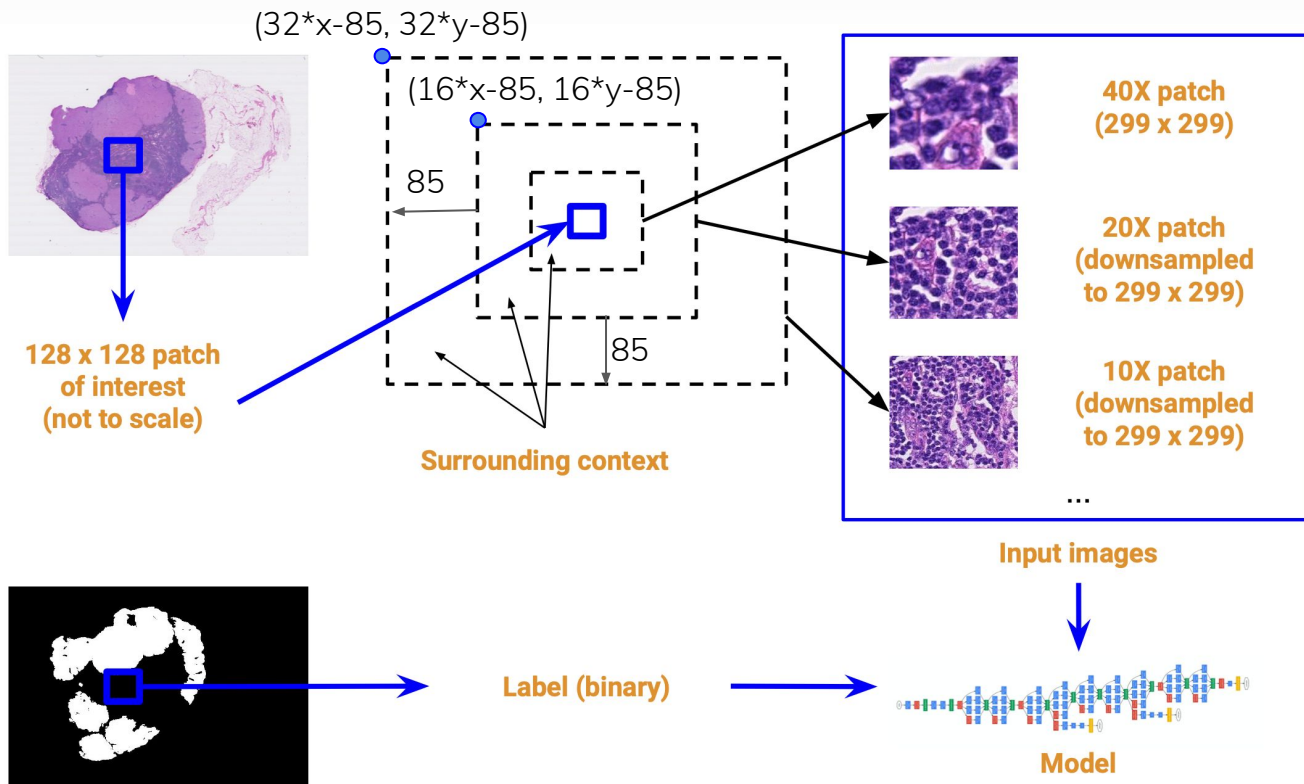 (32*x-85, 32*y-85)
(16*x-85, 16*y-85)
85
85
128 x 128 patch
of interest
(not to scale)
Surrounding context
40X patch
(299 x 299)
20X patch
(downsampled
to 299 x 299)
10X patch
(downsampled
to 299 x 299)
...
Input images
Label (binary)
Model